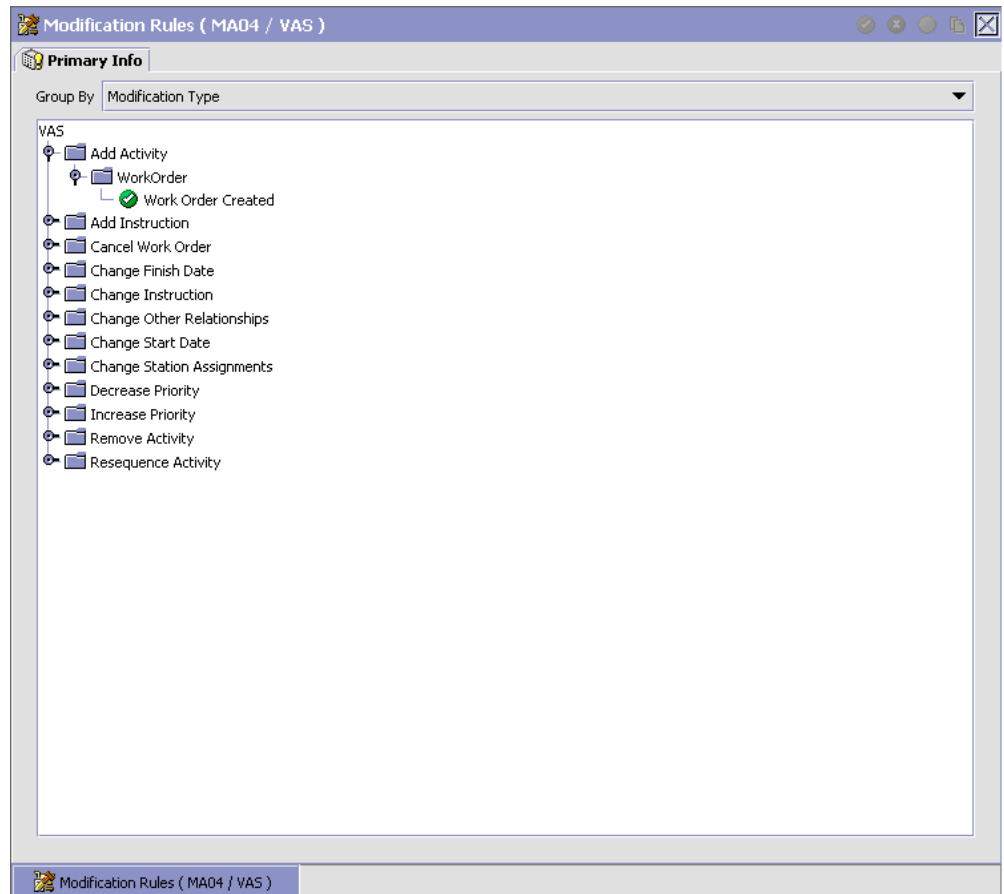 Modification Rules ( MA04 / VAS )
Primary Info
Group By Modification Type
VAS
Add Activity
WorkOrder
Work Order Created
Add Instruction
Cancel Work Order
Change Finish Date
Change Instruction
Change Other Relationships
Change Start Date
Change Station Assignments
Decrease Priority
Increase Priority
Remove Activity
Resequence Activity
Modification Rules ( MA04 / VAS )